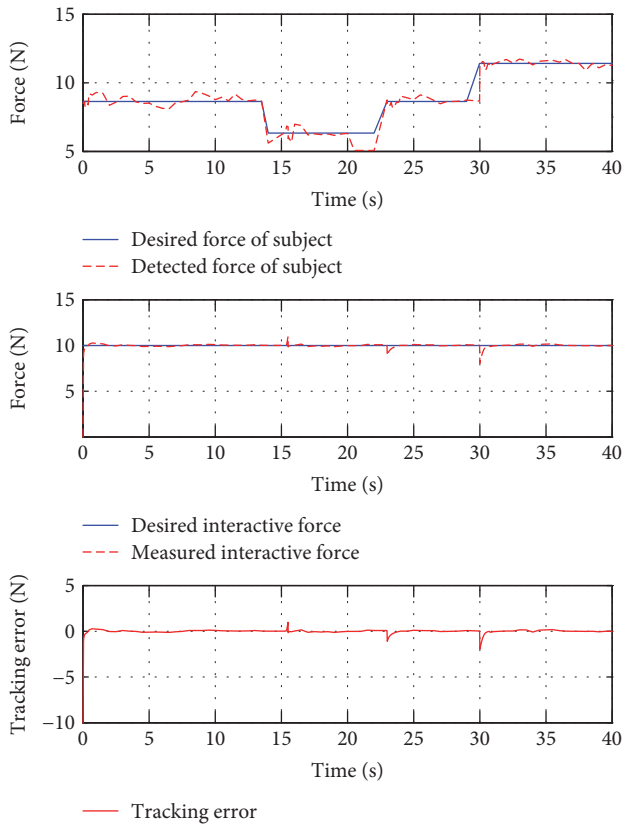 15
10
5
Force (N)
0 5 10 15 20 25 30 35 40
Time (s)
Desired force of subject
Detected force of subject
15
10
5
Force (N)
0 5 10 15 20 25 30 35 40
Time (s)
Desired interactive force
Measured interactive force
5
0
−5
−10
Tracking error (N)
0 5 10 15 20 25 30 35 40
Time (s)
Tracking error